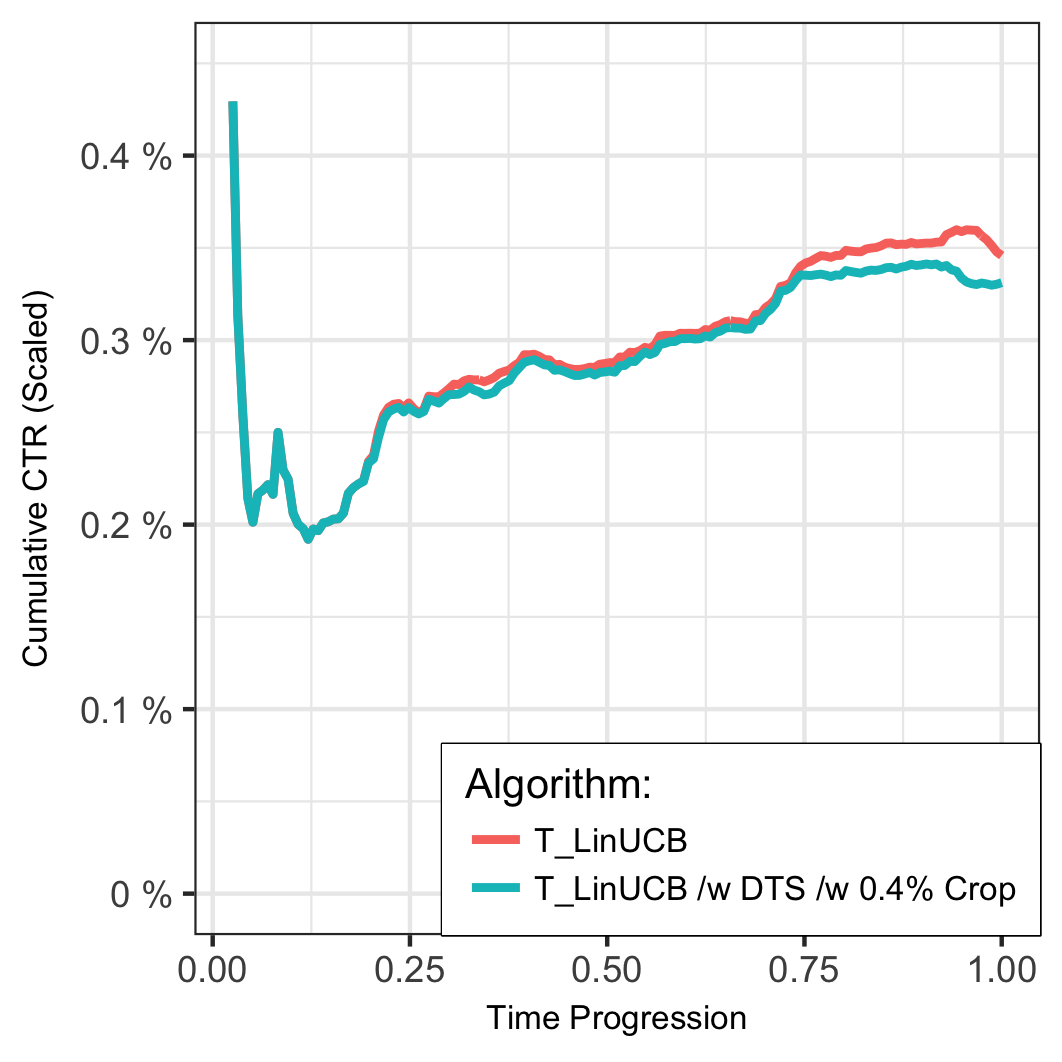 Cumulative CTR (Scaled)
0.4 %
0.3 %
0.2 %
0.1 %
0 %
Algorithm:
T_LinUCB
T_LinUCB /w DTS /w 0.4% Crop
0.00 0.25 0.50 0.75 1.00
Time Progression